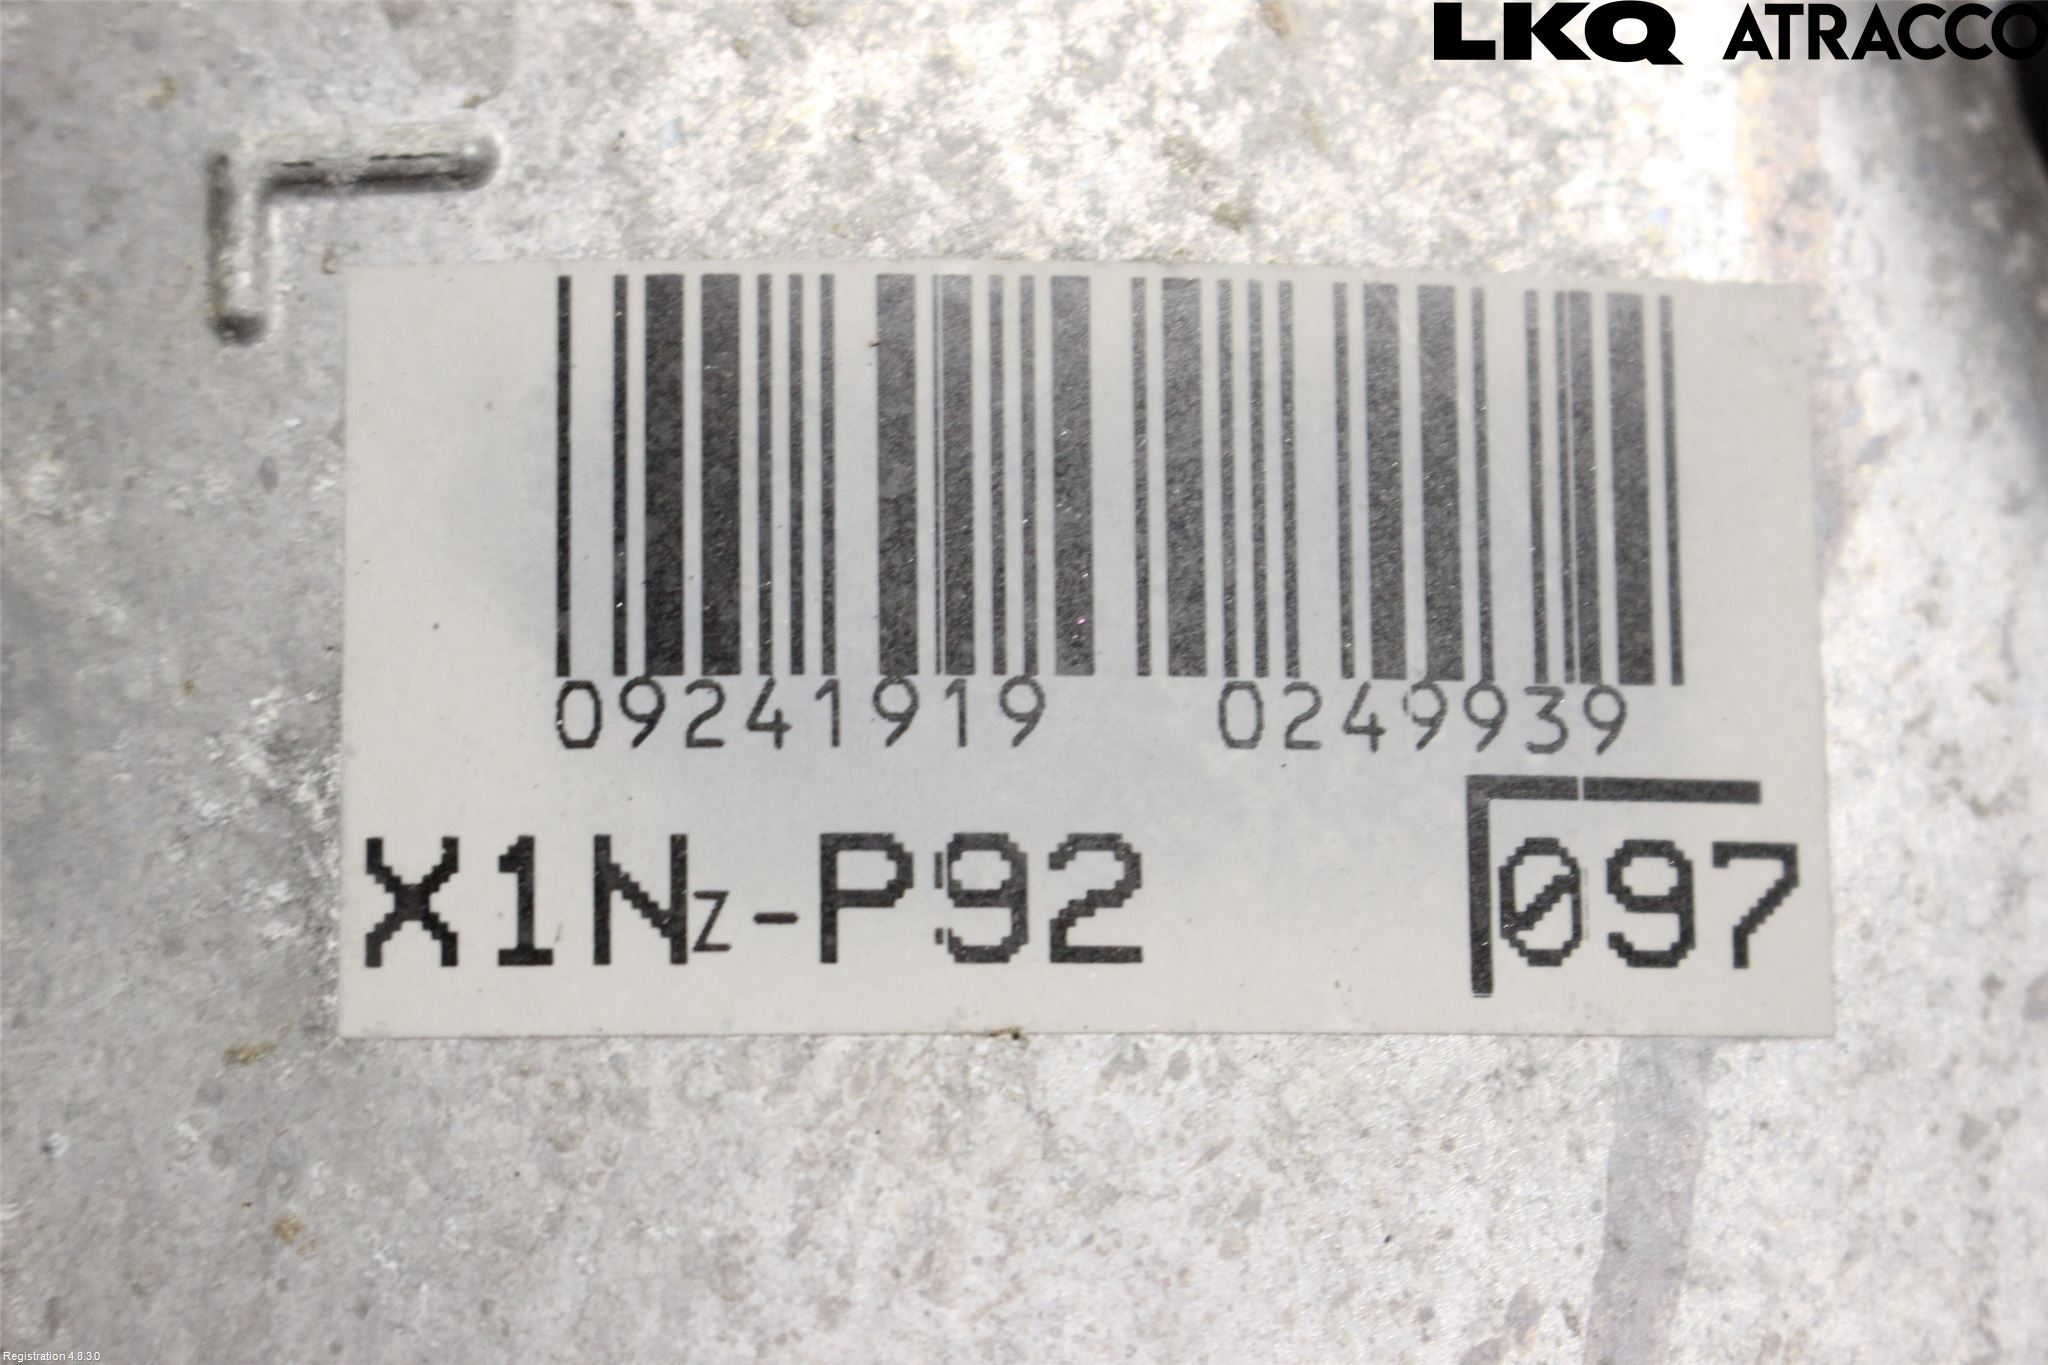 LKQ ATRACCO
09241919 0249939
X1Nz-P92 097
Registration 4.8.3.0